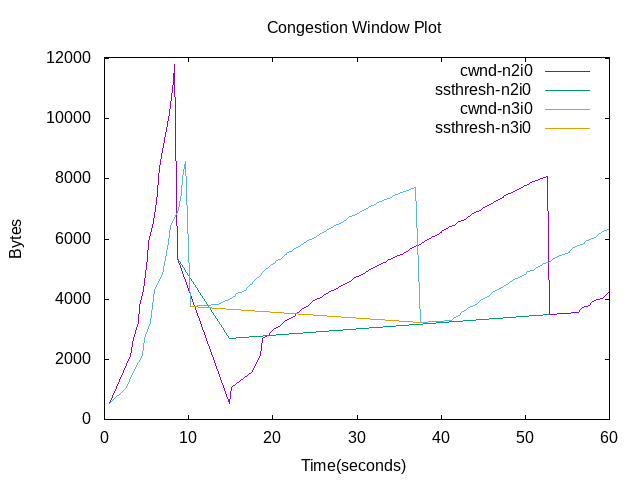 Congestion Window Plot
cwnd-n2i0
ssthresh-n2i0
cwnd-n3i0
ssthresh-n3i0
12000
10000
8000
6000
4000
2000
0
Bytes
0 10 20 30 40 50 60
Time(seconds)